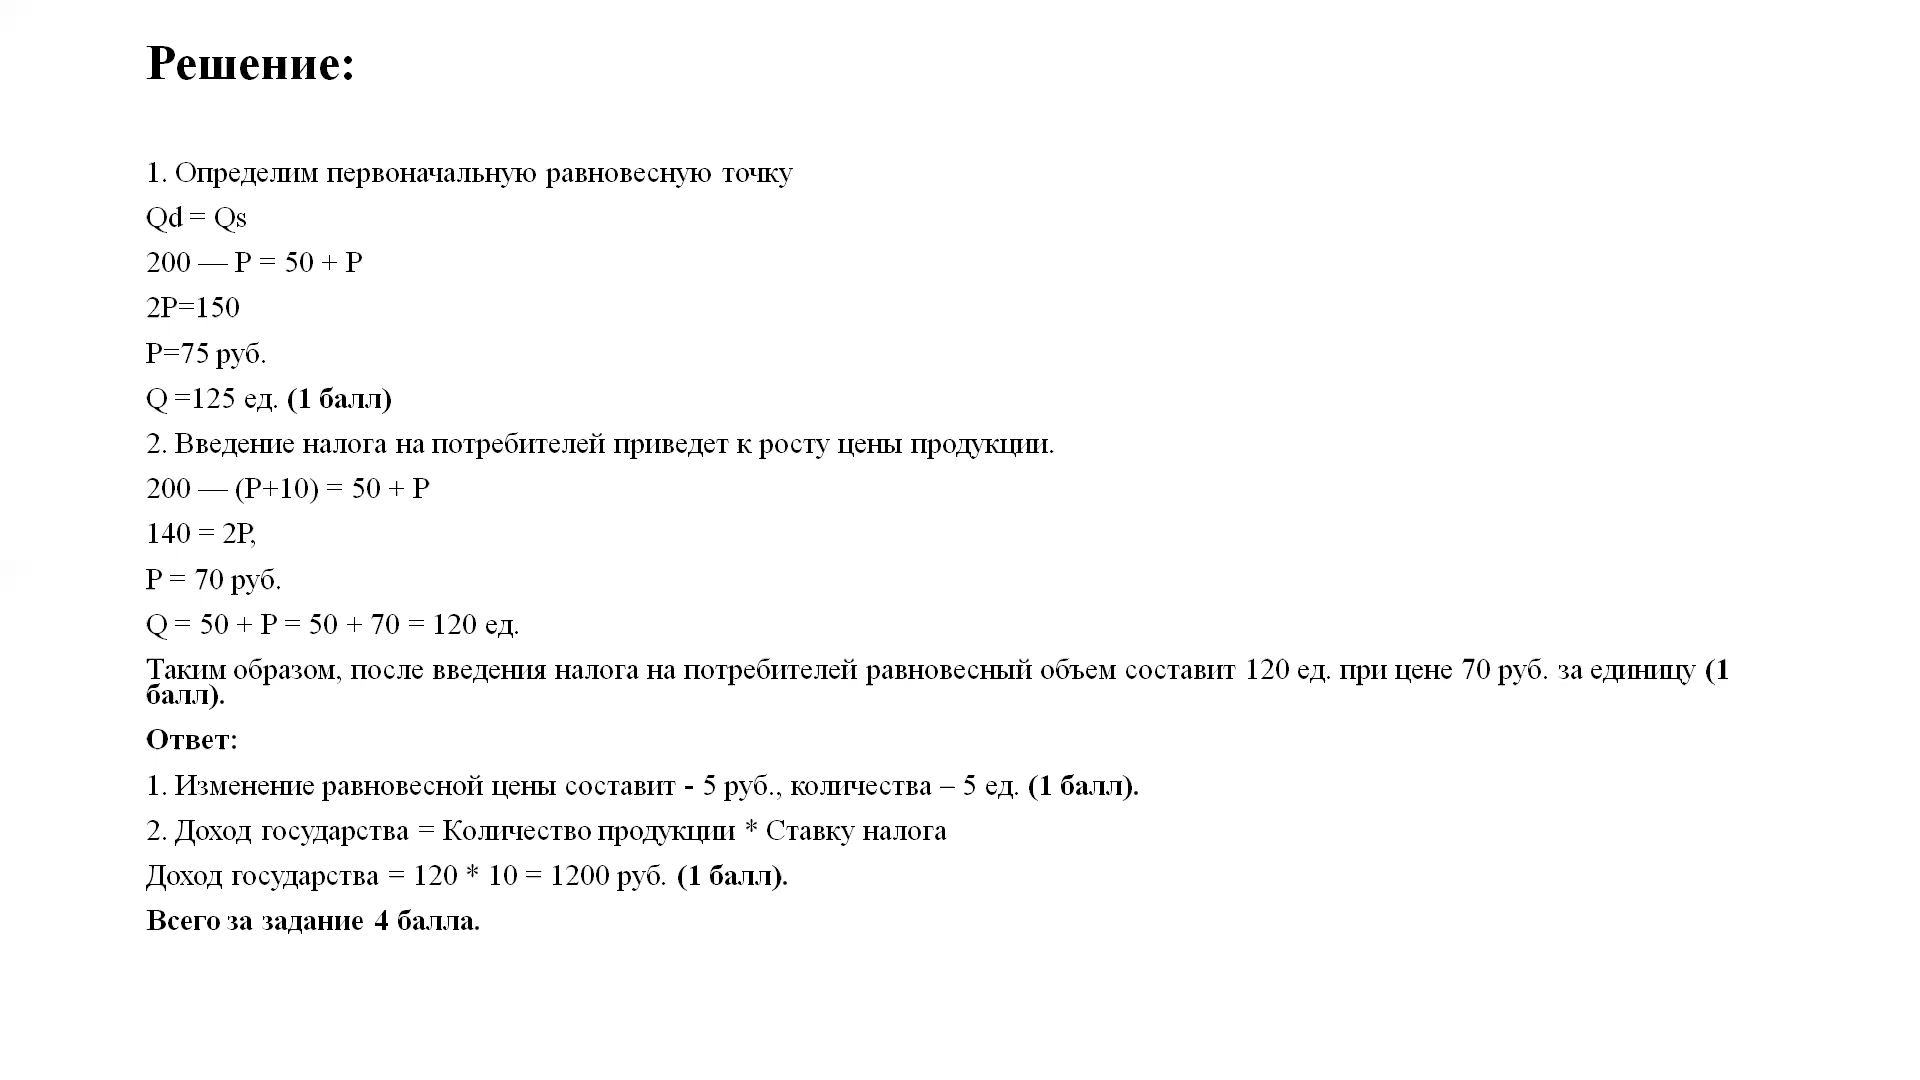 Решение:
1. Определим первоначальную равновесную точку
Qd = Qs
200 — P = 50 + P
2P=150
P=75 руб.
Q =125 ед. (1 балл)
2. Введение налога на потребителей приведет к росту цены продукции.
200 — (P+10) = 50 + P
140 = 2P,
P = 70 руб.
Q = 50 + P = 50 + 70 = 120 ед.
Таким образом, после введения налога на потребителей равновесный объем составит 120 ед. при цене 70 руб. за единицу (1
балл).
Ответ:
1. Изменение равновесной цены составит - 5 руб., количества – 5 ед. (1 балл).
2. Доход государства = Количество продукции * Ставку налога
Доход государства = 120 * 10 = 1200 руб. (1 балл).
Всего за задание 4 балла.